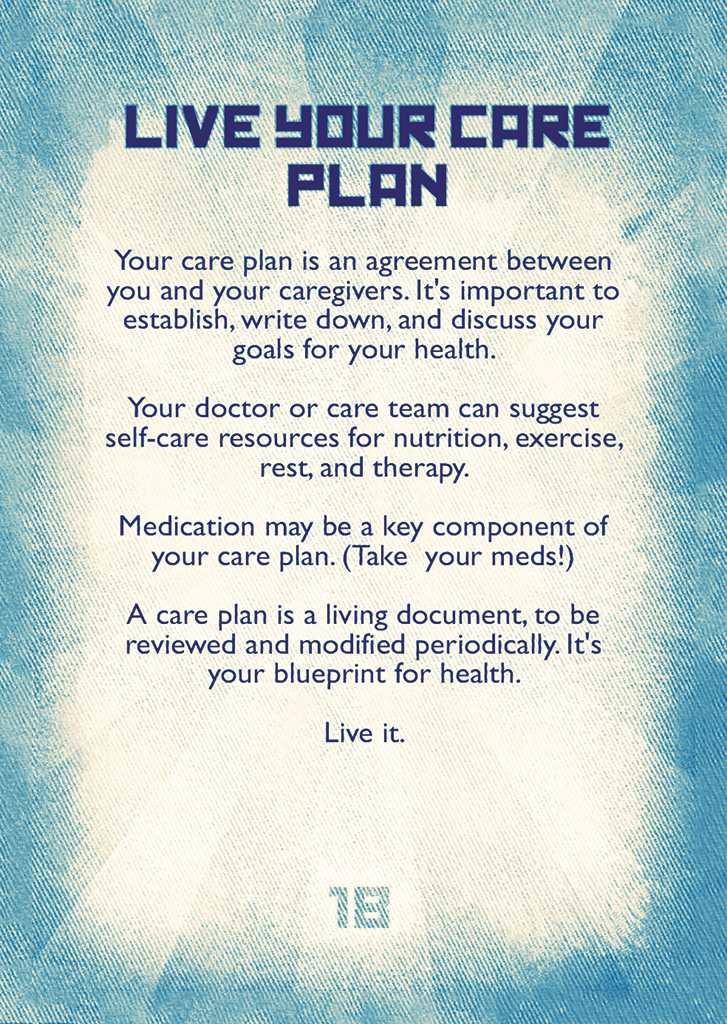 LIVE YOUR CARE
PLAN
Your care plan is an agreement between
you and your caregivers. It's important to
establish, write down, and discuss your
goals for your health.
Your doctor or care team can suggest
self-care resources for nutrition, exercise,
rest, and therapy.
Medication may be a key component of
your care plan. (Take  your meds!)
A care plan is a living document, to be
reviewed and modified periodically. It's
your blueprint for health.
Live it.
18